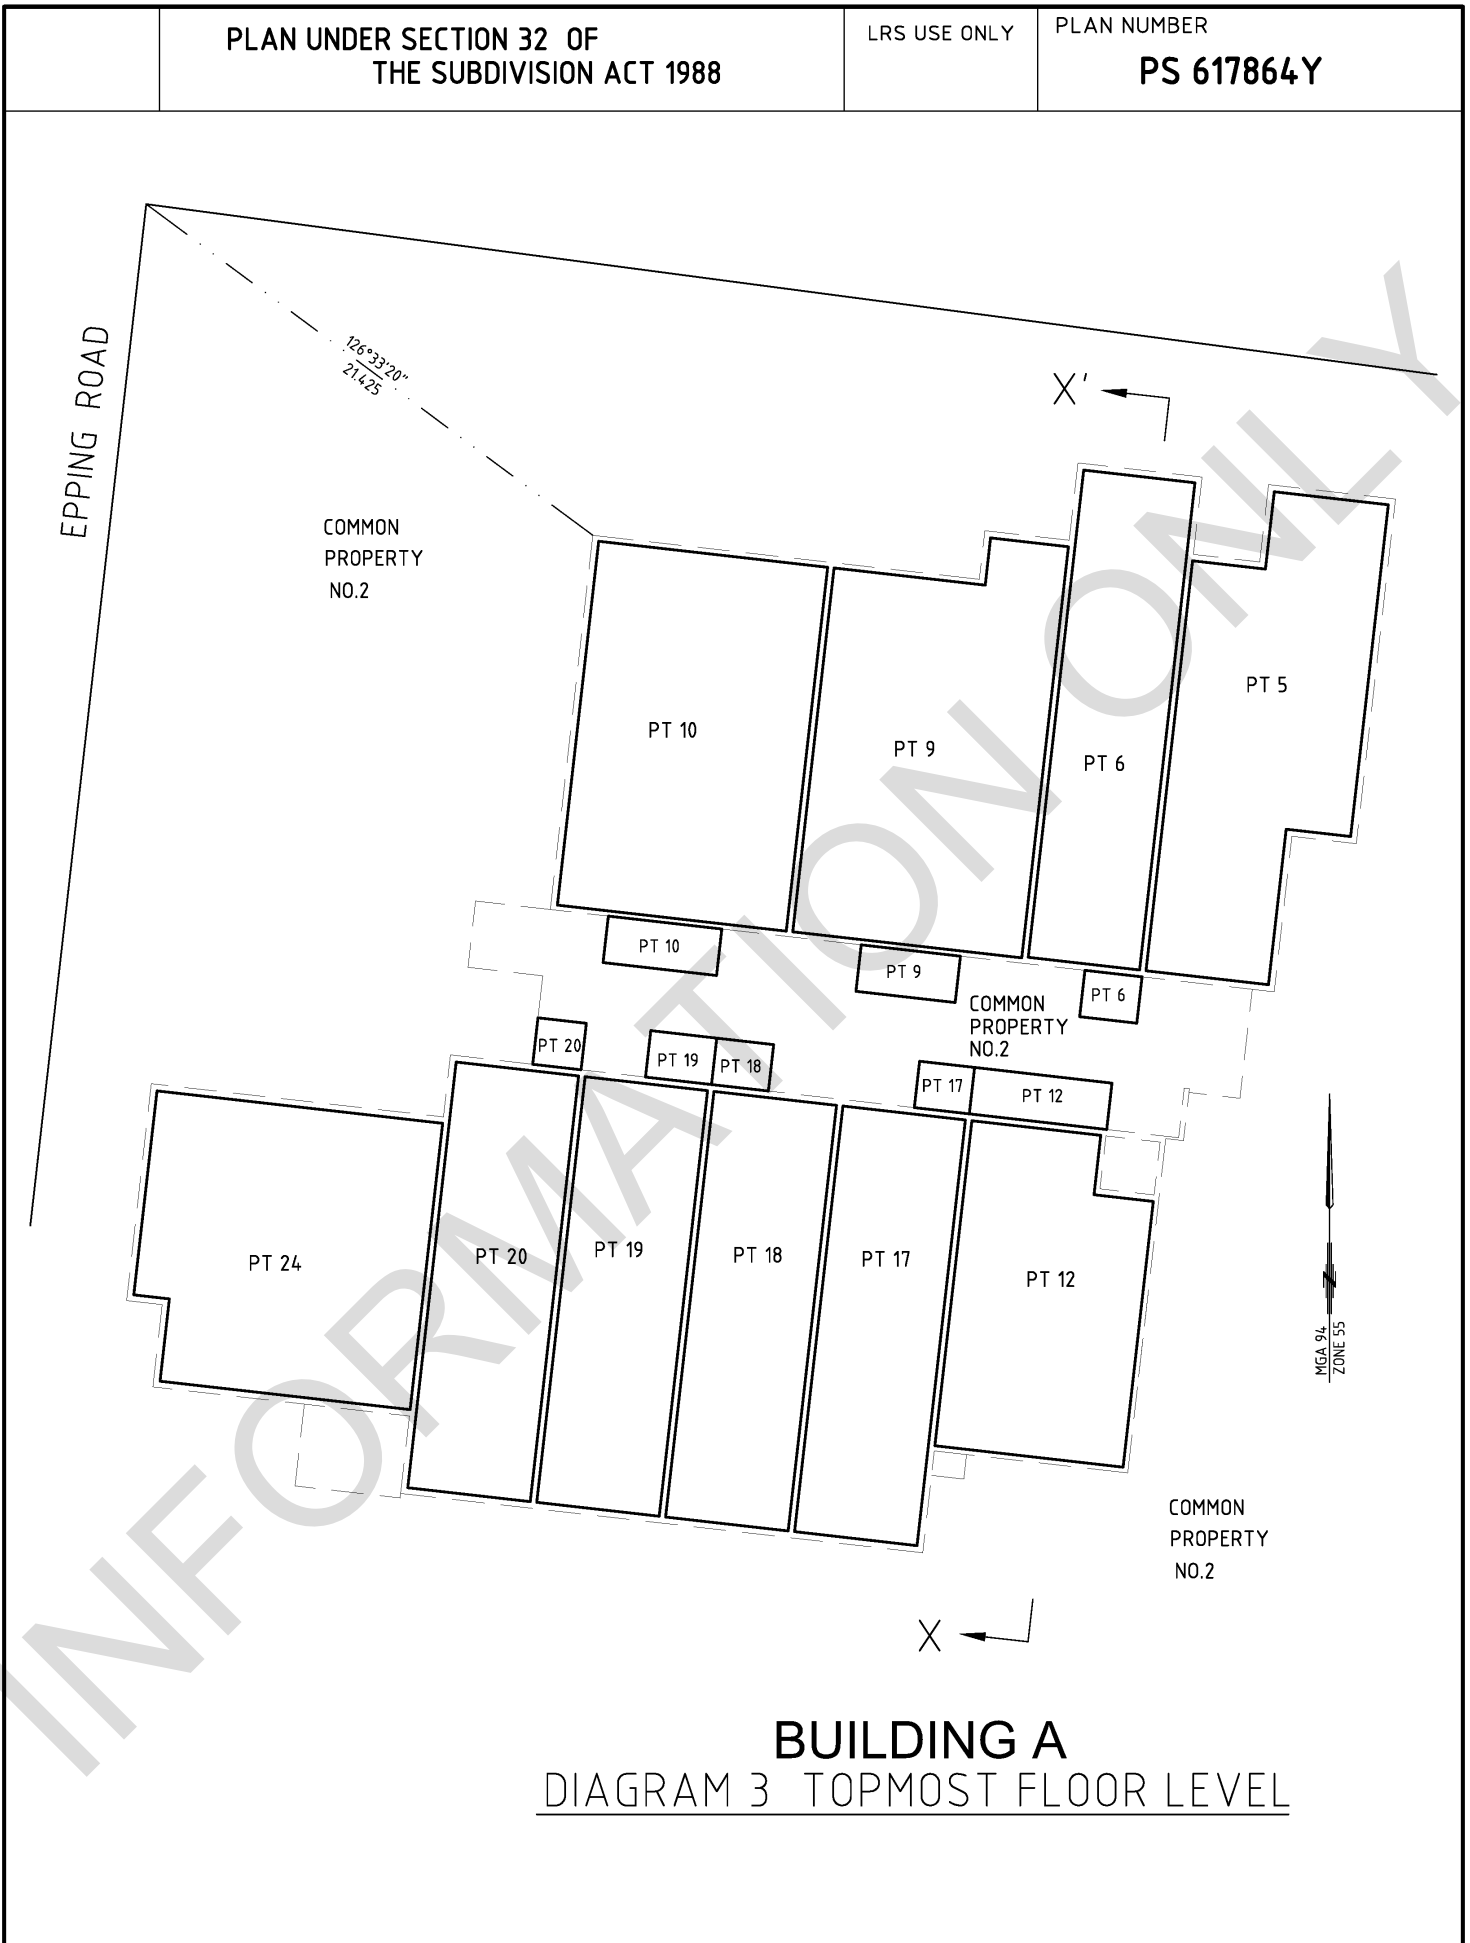 PLAN UNDER SECTION 32 OF
THE SUBDIVISION ACT 1988
LRS USE ONLY
PLAN NUMBER
PS 617864Y
EPPING ROAD
126°33'20"
21.425
X'
COMMON
PROPERTY
NO.2
PT 5
PT 10
PT 9
PT 6
PT 10
PT 9
PT 6
COMMON
PROPERTY
NO.2
PT 20
PT 19
PT 18
PT 17
PT 12
PT 24
PT 20
PT 19
PT 18
PT 17
PT 12
N
MGA 94
ZONE 55
COMMON
PROPERTY
NO.2
X
BUILDING A
DIAGRAM 3 TOPMOST FLOOR LEVEL
INFORMATION ONLY